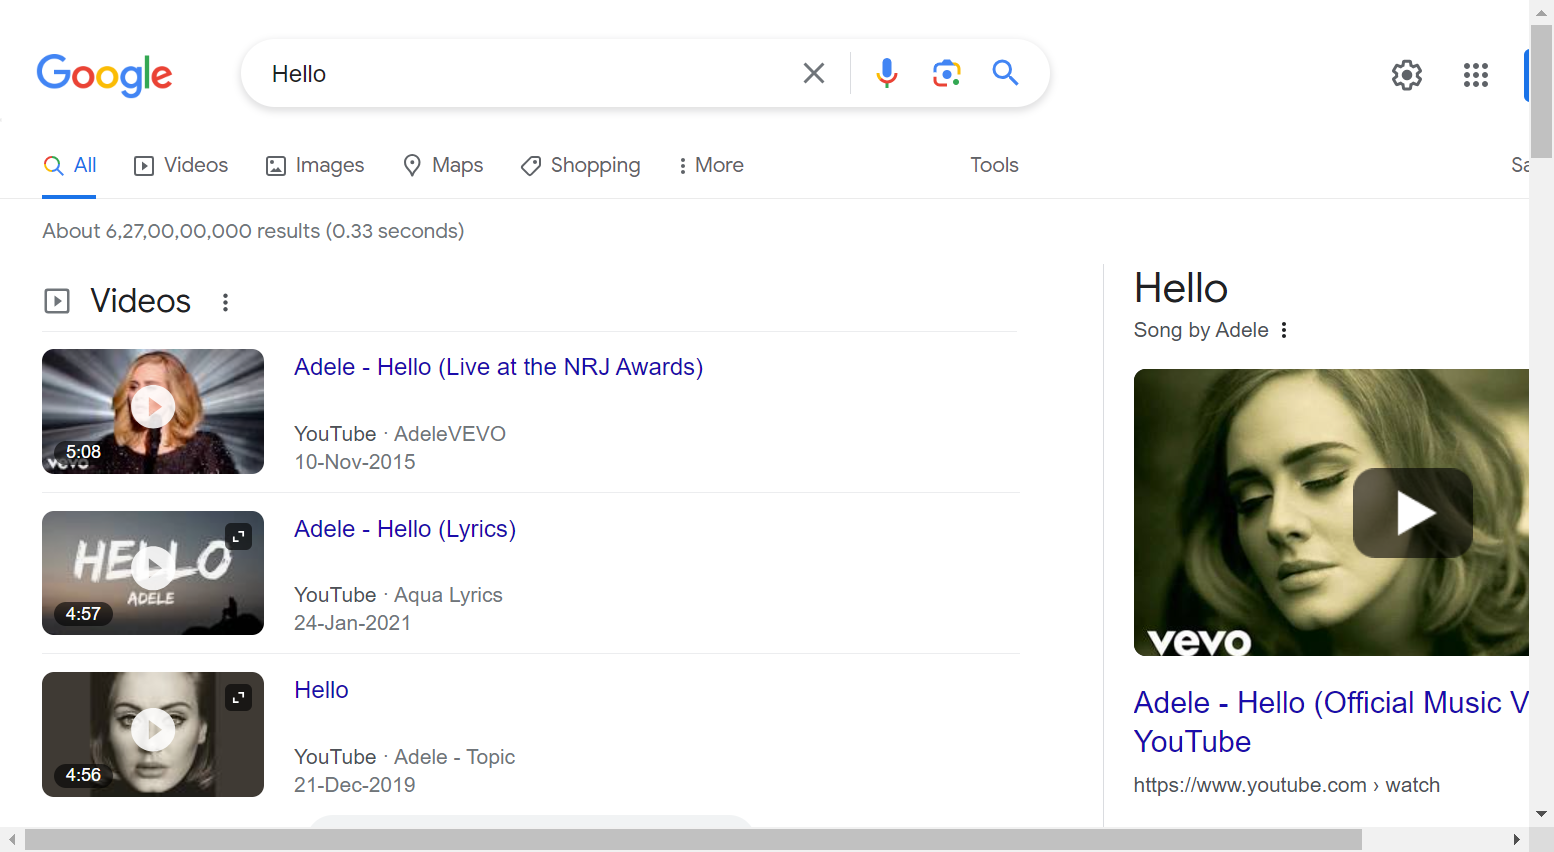 Google
Hello
All
Videos
Images
Maps
Shopping
More
Tools
Sa
About 6,27,00,00,000 results (0.33 seconds)
Videos
Adele - Hello (Live at the NRJ Awards)
YouTube · AdeleVEVO
10-Nov-2015
5:08
vevo
Adele - Hello (Lyrics)
YouTube · Aqua Lyrics
24-Jan-2021
HELLO
ADELE
4:57
Hello
YouTube · Adele - Topic
21-Dec-2019
4:56
Hello
Song by Adele
vevo
Adele - Hello (Official Music V
YouTube
https://www.youtube.com › watch